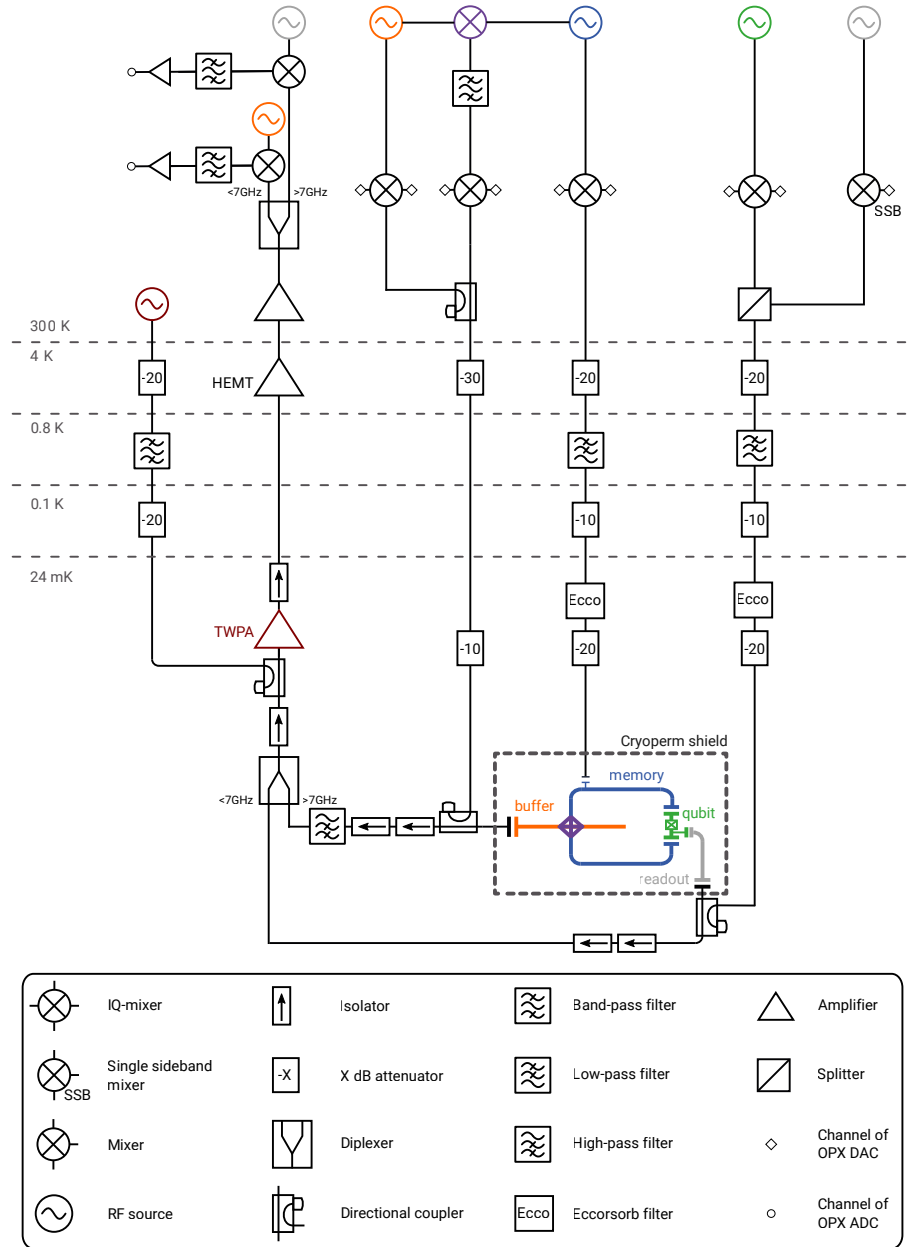 <7GHz >7GHz
SSB
300 K
4 K
HEMT
-20
-30
-20
-20
0.8 K
0.1 K
-20
-10
-10
24 mK
Ecco
Ecco
TWPA
-10
-20
-20
Cryoperm shield
memory
<7GHz >7GHz
buffer
qubit
readout
IQ-mixer
Isolator
Band-pass filter
Amplifier
Single sideband
mixer
SSB
-X
X dB attenuator
Low-pass filter
Splitter
Mixer
Diplexer
High-pass filter
Channel of
OPX DAC
RF source
Directional coupler
Ecco
Eccorsorb filter
Channel of
OPX ADC